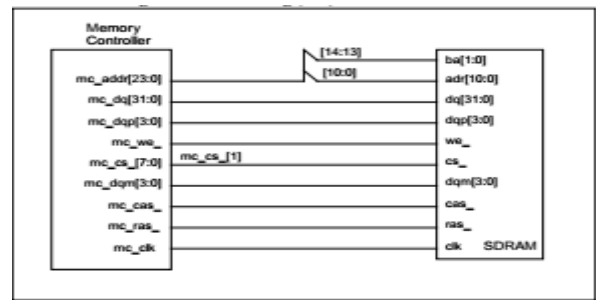 Memory
Controller
mc_addr[23:0]
mc_dq[31:0]
mc_dqp[3:0]
mc_we_
mc_cs_[7:0]
mc_dqm[3:0]
mc_cas_
mc_ras_
mc_clk
[14:13]
[10:0]
mc_cs_[1]
ba[1:0]
adr[10:0]
dq[31:0]
dqp[3:0]
we_
cs_
dqm[3:0]
cas_
ras_
clk SDRAM